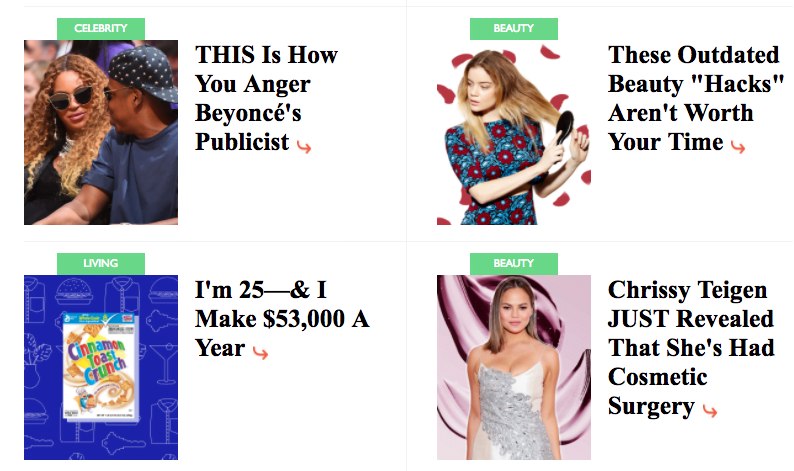 CELEBRITY
THIS Is How
You Anger
Beyoncé's
Publicist
BEAUTY
These Outdated
Beauty "Hacks"
Aren't Worth
Your Time
LIVING
Cinnamon
Toast
Crunch
I'm 25—& I
Make $53,000 A
Year
BEAUTY
Chrissy Teigen
JUST Revealed
That She's Had
Cosmetic
Surgery